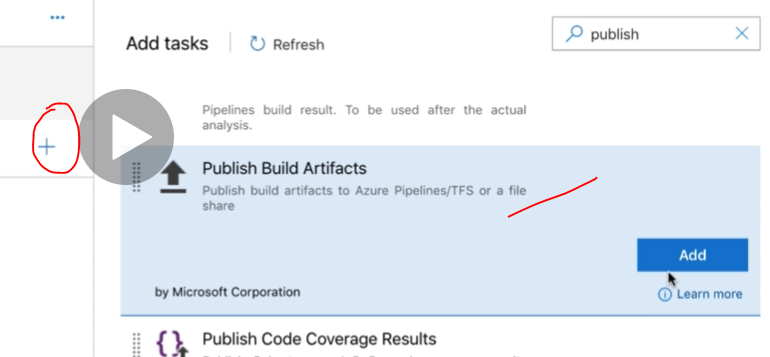 ...
Add tasks
Refresh
publish
Pipelines build result. To be used after the actual
analysis.
Publish Build Artifacts
Publish build artifacts to Azure Pipelines/TFS or a file
share
Add
by Microsoft Corporation
Learn more
Publish Code Coverage Results